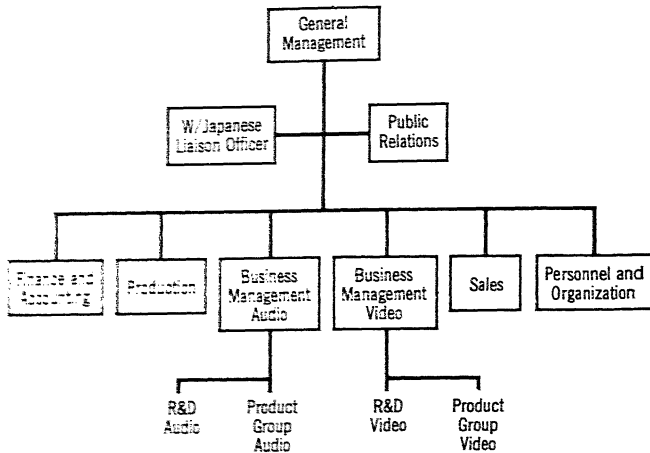 General
Management
W/Japanese
Liaison Officer
Public
Relations
Finance and
Accounting
Production
Business
Management
Audio
Business
Management
Video
Sales
Personnel and
Organization
R&D
Audio
Product
Group
Audio
R&D
Video
Product
Group
Video